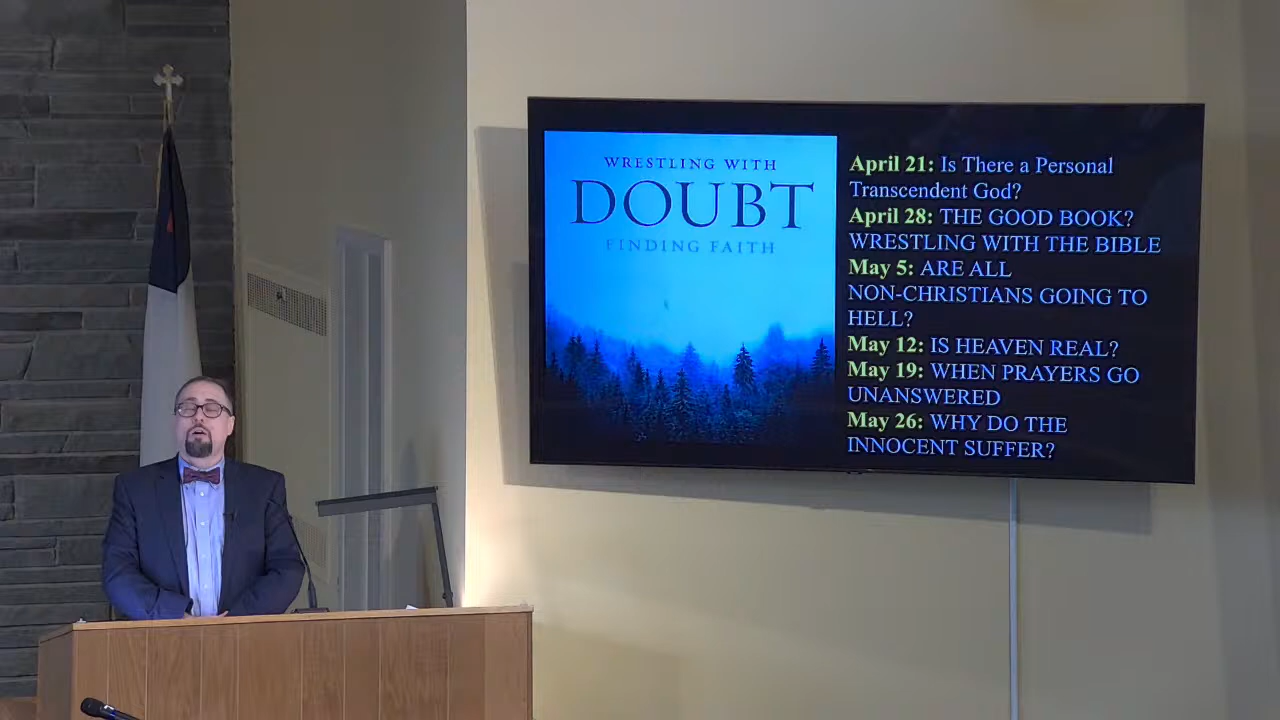 WRESTLING WITH
DOUBT
FINDING FAITH
April 21: Is There a Personal
Transcendent God?
April 28: THE GOOD BOOK?
WRESTLING WITH THE BIBLE
May 5: ARE ALL
NON-CHRISTIANS GOING TO
HELL?
May 12: IS HEAVEN REAL?
May 19: WHEN PRAYERS GO
UNANSWERED
May 26: WHY DO THE
INNOCENT SUFFER?